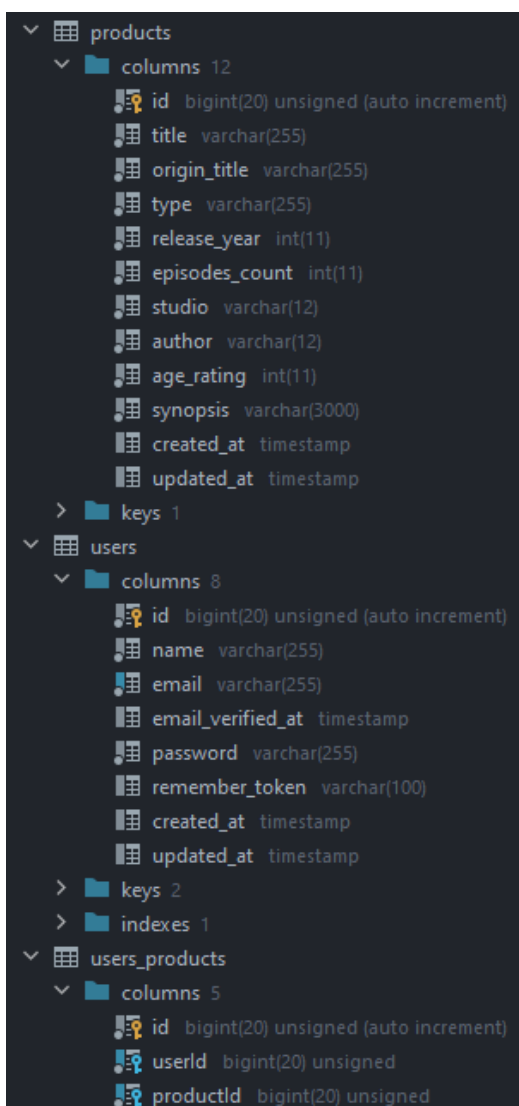 products
columns 12
id bigint(20) unsigned (auto increment)
title varchar(255)
origin_title varchar(255)
type varchar(255)
release_year int(11)
episodes_count int(11)
studio varchar(12)
author varchar(12)
age_rating int(11)
synopsis varchar(3000)
created_at timestamp
updated_at timestamp
keys 1
users
columns 8
id bigint(20) unsigned (auto increment)
name varchar(255)
email varchar(255)
email_verified_at timestamp
password varchar(255)
remember_token varchar(100)
created_at timestamp
updated_at timestamp
keys 2
indexes 1
users_products
columns 5
id bigint(20) unsigned (auto increment)
userId bigint(20) unsigned
productId bigint(20) unsigned